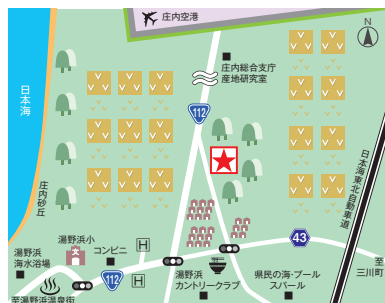 庄内空港
N
庄内総合支庁
産地研究室
日本海
112
庄内砂丘
日本海東北自動車道
43
湯野浜小
コンビニ
H
湯野浜
海水浴場
112
H
湯野浜
カントリークラブ
県民の海・プール
スパール
至
三川町
至湯野浜温泉街